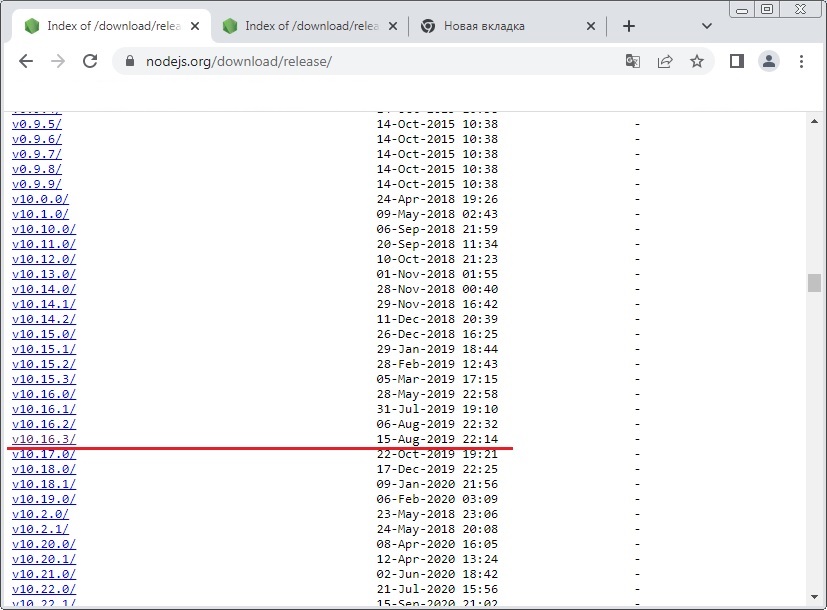 Index of /download/relea
Index of /download/relea
Новая вкладка
nodejs.org/download/release/
v0.9.5/ 14-Oct-2015 10:38 -
v0.9.6/ 14-Oct-2015 10:38 -
v0.9.7/ 14-Oct-2015 10:38 -
v0.9.8/ 14-Oct-2015 10:38 -
v0.9.9/ 14-Oct-2015 10:38 -
v10.0.0/ 24-Apr-2018 19:26 -
v10.1.0/ 09-May-2018 02:43 -
v10.10.0/ 06-Sep-2018 21:59 -
v10.11.0/ 20-Sep-2018 11:34 -
v10.12.0/ 10-Oct-2018 21:23 -
v10.13.0/ 01-Nov-2018 01:55 -
v10.14.0/ 28-Nov-2018 00:40 -
v10.14.1/ 29-Nov-2018 16:42 -
v10.14.2/ 11-Dec-2018 20:39 -
v10.15.0/ 26-Dec-2018 16:25 -
v10.15.1/ 29-Jan-2019 18:44 -
v10.15.2/ 28-Feb-2019 12:43 -
v10.15.3/ 05-Mar-2019 17:15 -
v10.16.0/ 28-May-2019 22:58 -
v10.16.1/ 31-Jul-2019 19:10 -
v10.16.2/ 06-Aug-2019 22:32 -
v10.16.3/ 15-Aug-2019 22:14 -
v10.17.0/ 22-Oct-2019 19:21 -
v10.18.0/ 17-Dec-2019 22:25 -
v10.18.1/ 09-Jan-2020 21:56 -
v10.19.0/ 06-Feb-2020 03:09 -
v10.2.0/ 23-May-2018 23:06 -
v10.2.1/ 24-May-2018 20:08 -
v10.20.0/ 08-Apr-2020 16:05 -
v10.20.1/ 12-Apr-2020 13:24 -
v10.21.0/ 02-Jun-2020 18:42 -
v10.22.0/ 21-Jul-2020 15:56 -
v10.22.1/ 15-Sep-2020 21:02 -